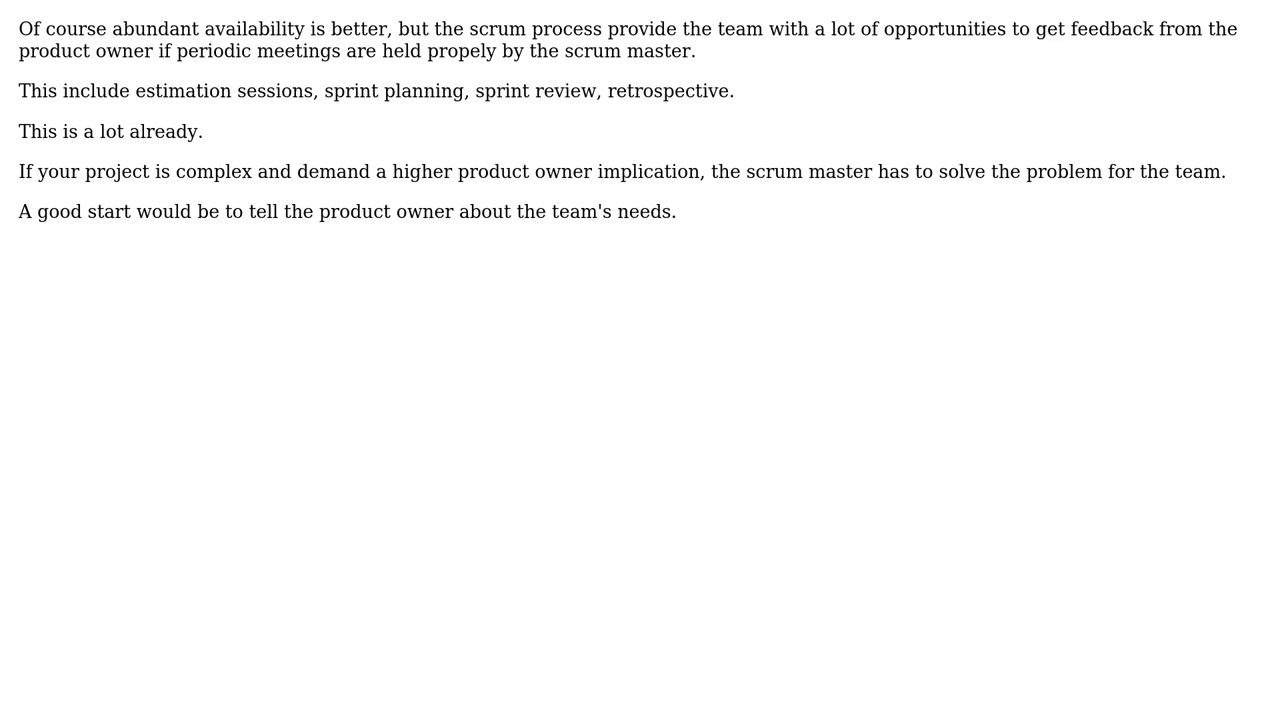 Of course abundant availability is better, but the scrum process provide the team with a lot of opportunities to get feedback from the
product owner if periodic meetings are held propely by the scrum master.
This include estimation sessions, sprint planning, sprint review, retrospective.
This is a lot already.
If your project is complex and demand a higher product owner implication, the scrum master has to solve the problem for the team.
A good start would be to tell the product owner about the team's needs.